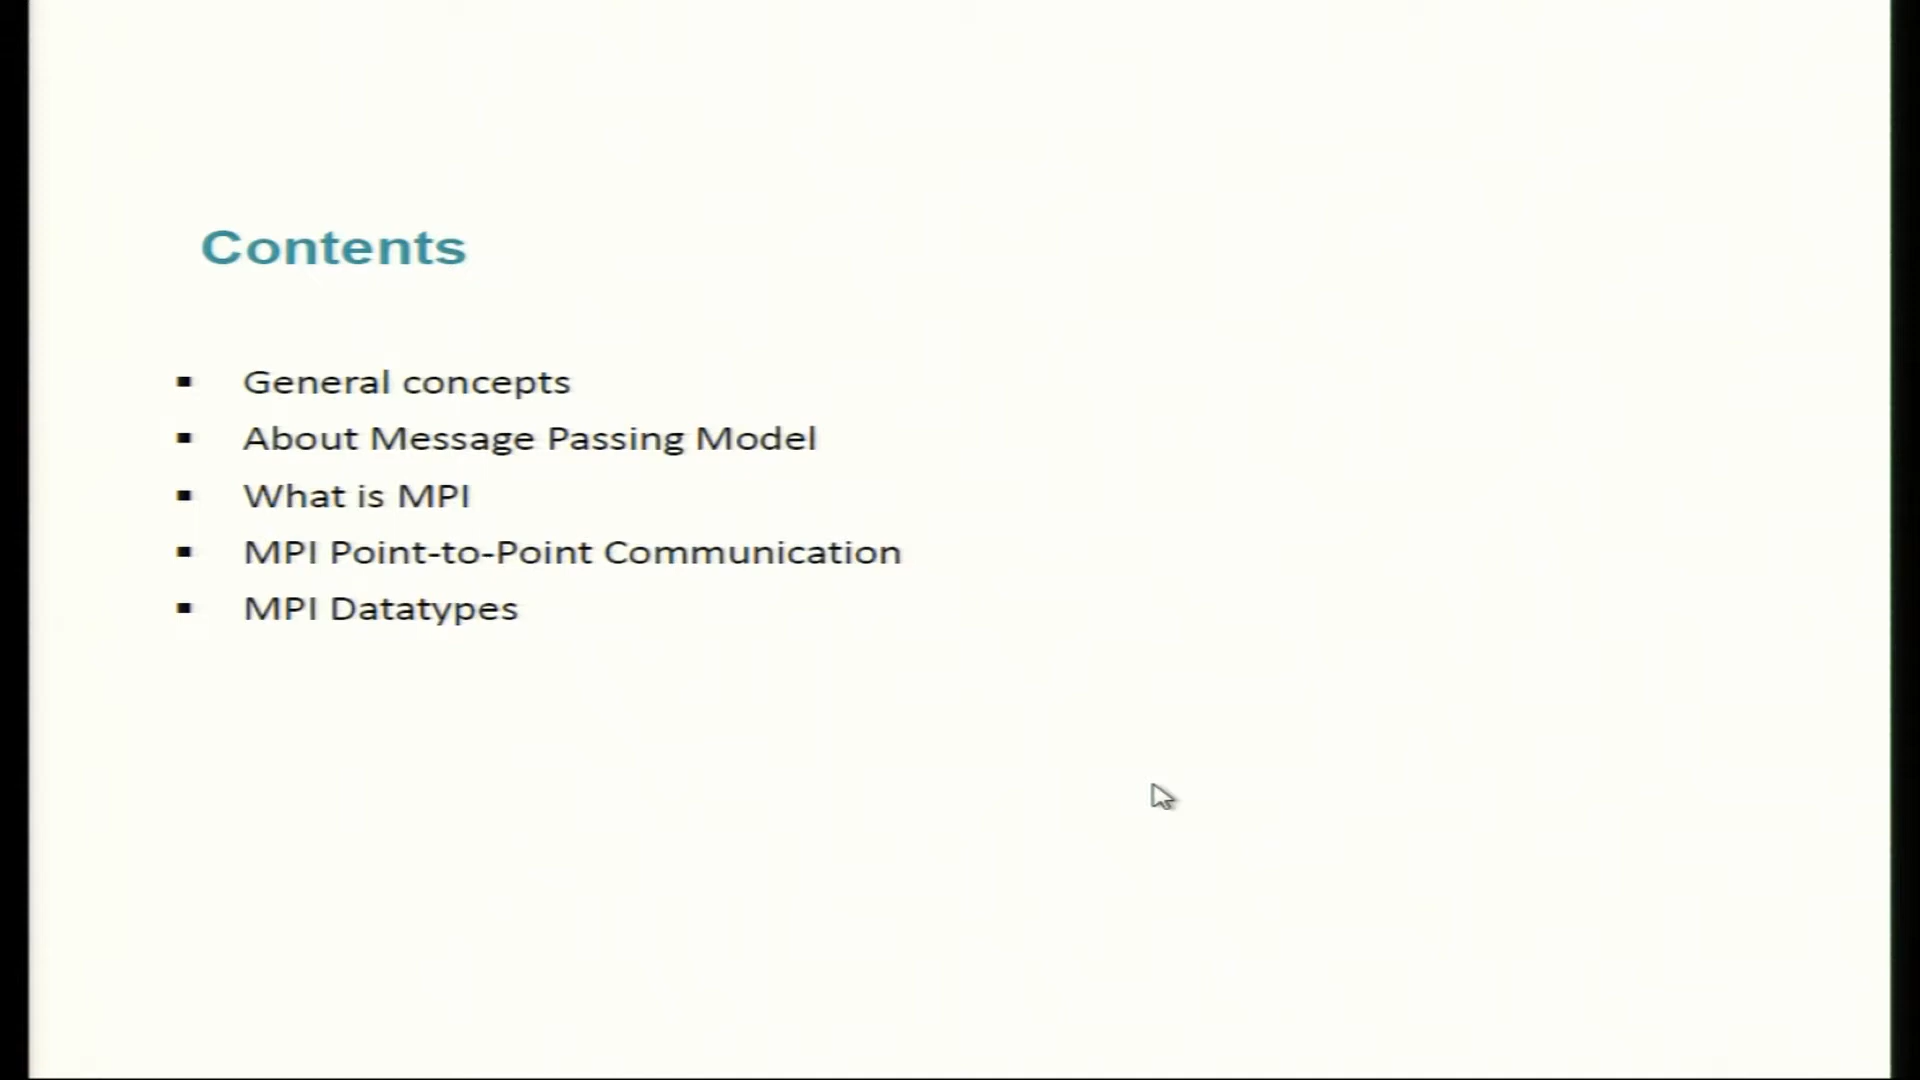 Contents
General concepts
About Message Passing Model
What is MPI
MPI Point-to-Point Communication
MPI Datatypes